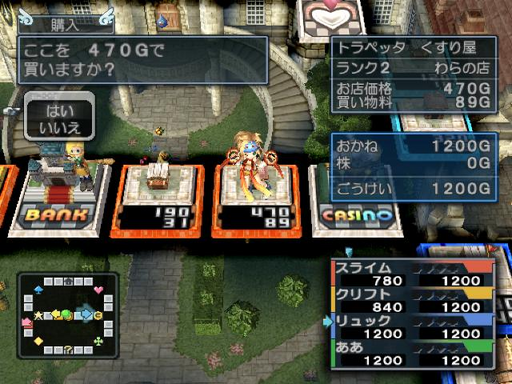 購入
ここを 470Gで
買いますか？
はい
いいえ
トラペッタ くすり屋
ランク2 わらの店
お店価格 470G
買い物料 89G
おかね 1200G
株 0G
ごうけい 1200G
BANK
190
31
470
89
CASINO
スライム
780 1200
クリフト
840 1200
リュック
1200 1200
ああ
1200 1200